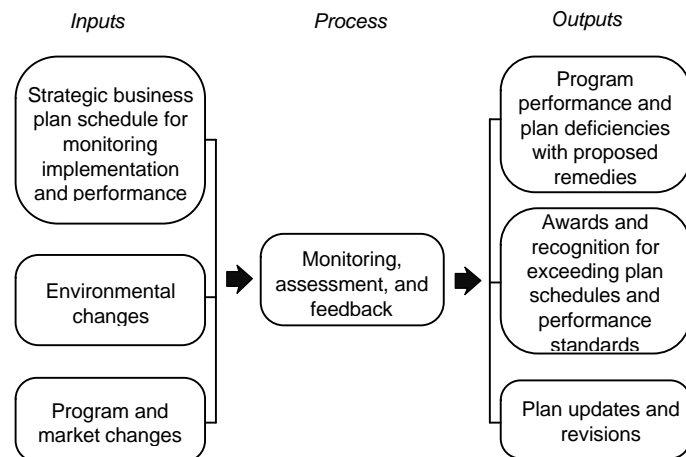 Inputs
Process
Outputs
Strategic business
plan schedule for
monitoring
implementation
and performance
Environmental
changes
Program and
market changes
Monitoring,
assessment, and
feedback
Program
performance and
plan deficiencies
with proposed
remedies
Awards and
recognition for
exceeding plan
schedules and
performance
standards
Plan updates and
revisions